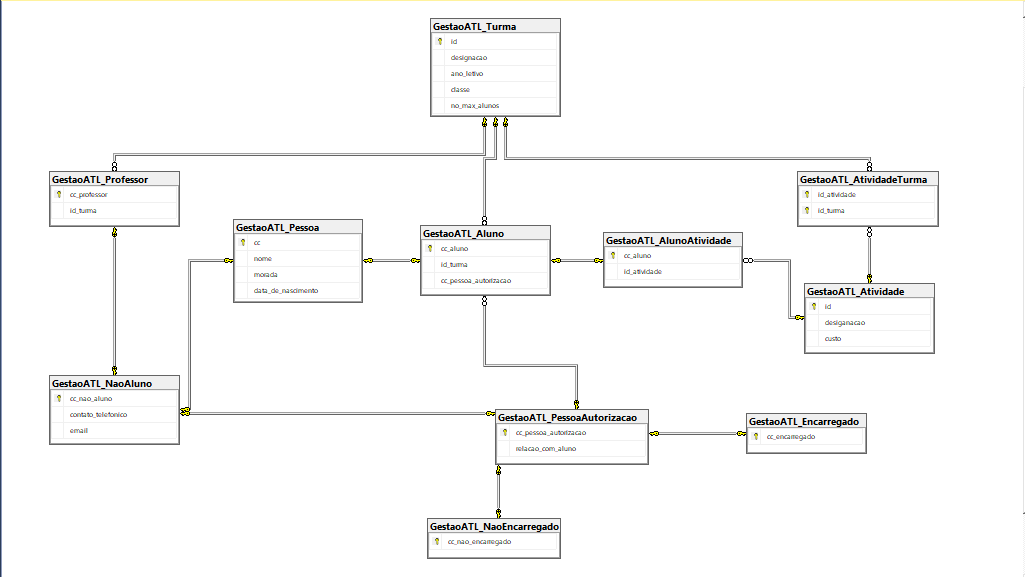 GestaoATL_Turma
id
designacao
ano_letivo
classe
no_max_alunos
GestaoATL_Professor
cc_professor
id_turma
GestaoATL_AtividadeTurma
id_atividade
id_turma
GestaoATL_Pessoa
cc
nome
morada
data_de_nascimento
GestaoATL_Aluno
cc_aluno
id_turma
cc_pessoa_autorizacao
GestaoATL_AlunoAtividade
cc_aluno
id_atividade
GestaoATL_Atividade
id
desiganacao
custo
GestaoATL_NaoAluno
cc_nao_aluno
contato_telefonico
email
GestaoATL_PessoaAutorizacao
cc_pessoa_autorizacao
relacao_com_aluno
GestaoATL_Encarregado
cc_encarregado
GestaoATL_NaoEncarregado
cc_nao_encarregado